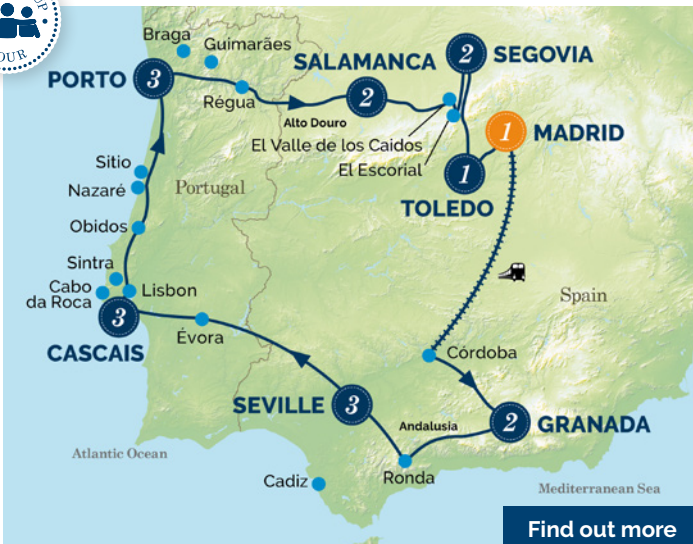 OUR
Braga
Guimarães
PORTO
3
Régua
SALAMANCA
2
2
SEGOVIA
Alto Douro
El Valle de los Caidos
El Escorial
1
MADRID
1
TOLEDO
Sitio
Nazaré
Portugal
Obidos
Sintra
Cabo
da Roca
Lisbon
3
CASCAIS
Évora
Spain
Córdoba
SEVILLE
3
Andalusia
2
GRANADA
Ronda
Cadiz
Atlantic Ocean
Mediterranean Sea
Find out more